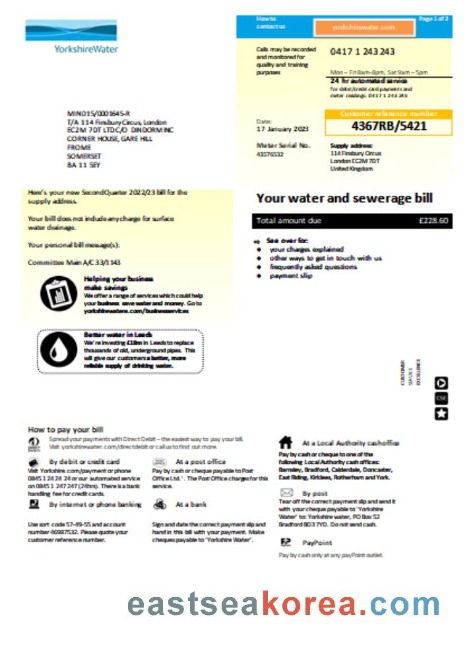 How to
contact us
yorkshirewater.com
Page 1 of 2
YorkshireWater
Calls may be recorded
and monitored for
quality and training
purposes
0417 1 243 243
Mon – Fri 8am-8pm, Sat 9am – 5pm
24 hr automated service
for debit/credit card payments and
meter readings. 0417 1 243 243
Customer reference number
4367RB/5421
MIND15/0001645-R
T/A 114 Finsbury Circus, London
EC2M 7DT LTDC/O DINDORM INC
CORNER HOUSE, GARE HILL
FROME
SOMERSET
BA 11 5EY
Date:
17 January 2023
Meter Serial No.
43576532
Supply address:
114 Finsbury Circus
London EC2M 7DT
United Kingdom
Here's your new Second Quarter 2022/23 bill for the
supply address.
Your bill does not include any charge for surface
water drainage.
Your personal bill message(s):
Committee Main A/C 33/1143
Your water and sewerage bill
Total amount due £228.60
See over for:
your charges explained
other ways to get in touch with us
frequently asked questions
payment slip
Helping your business
make savings
We offer a range of services which could help
your business save water and money. Go to
yorkshirewatere.com/businessservices
Better water in Leeds
We're investing £18m in Leeds to replace
thousands of old, underground pipes. This
will give our customers a better, more
reliable supply of drinking water.
CUSTOMER
SERVICE
EXCELLENCE
CSE
How to pay your bill
Spread your payments with Direct Debit – the easiest way to pay your bill.
Visit yorkshirewater.com/directdebit or call us to find out more.
By debit or credit card
Visit Yorkshire.com/payment or phone
0845 1 24 24 24 or our automated service
on 0845 1 247 247 (24hrs). There is a bank
handling fee for credit cards.
By internet or phone banking
Use sort code 57-49-55 and account
number 46987532. Please quote your
customer reference number.
At a post office
Pay by cash or cheque payable to Post
Office Ltd.'. The Post Office charges for this
service.
At a bank
Sign and date the correct payment slip and
hand in this bill with your payment. Make
cheques payable to 'Yorkshire Water'.
At a Local Authority cash office
Pay by cash or cheque to one of the
following Local Authority cash offices:
Barnsley, Bradford, Calderdale, Doncaster,
East Riding, Kirklees, Rotherham and York.
By post
Tear off the correct payment slip and send it
with your cheque payable to 'Yorkshire
Water' to: Yorkshire water, PO Box 52
Bradford BD3 7YD. Do not send cash.
PayPoint
Pay by cash only at any payPoint outlet.
eastseakorea.com